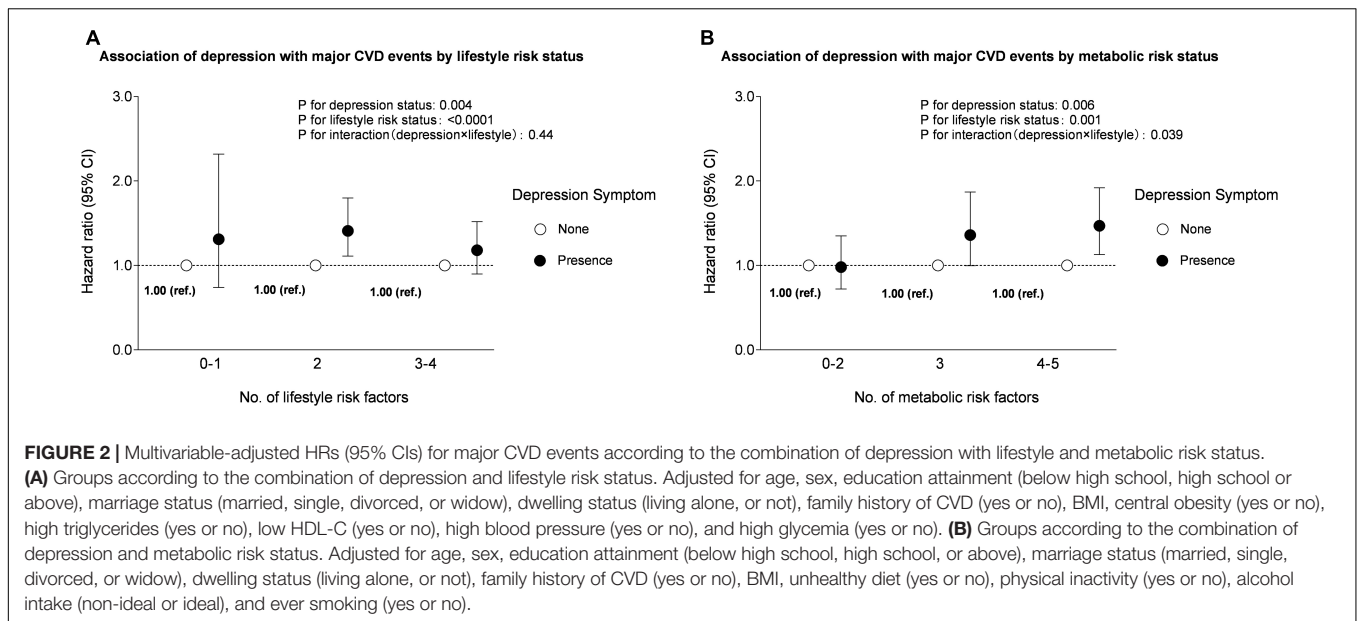 A
Association of depression with major CVD events by lifestyle risk status
3.0
2.0
1.0
0.0
Hazard ratio (95% CI)
P for depression status: 0.004
P for lifestyle risk status: <0.0001
P for interaction(depression×lifestyle) : 0.44
Depression Symptom
None
Presence
1.00 (ref.)
1.00 (ref.)
1.00 (ref.)
0-1
2
3-4
No. of lifestyle risk factors
B
Association of depression with major CVD events by metabolic risk status
3.0
2.0
1.0
0.0
Hazard ratio (95% CI)
P for depression status: 0.006
P for lifestyle risk status: 0.001
P for interaction(depression×lifestyle) : 0.039
Depression Symptom
None
Presence
1.00 (ref.)
1.00 (ref.)
1.00 (ref.)
0-2
3
4-5
No. of metabolic risk factors
FIGURE 2 | Multivariable-adjusted HRs (95% CIs) for major CVD events according to the combination of depression with lifestyle and metabolic risk status.
(A) Groups according to the combination of depression and lifestyle risk status. Adjusted for age, sex, education attainment (below high school, high school or
above), marriage status (married, single, divorced, or widow), dwelling status (living alone, or not), family history of CVD (yes or no), BMI, central obesity (yes or no),
high triglycerides (yes or no), low HDL-C (yes or no), high blood pressure (yes or no), and high glycemia (yes or no). (B) Groups according to the combination of
depression and metabolic risk status. Adjusted for age, sex, education attainment (below high school, high school, or above), marriage status (married, single,
divorced, or widow), dwelling status (living alone, or not), family history of CVD (yes or no), BMI, unhealthy diet (yes or no), physical inactivity (yes or no), alcohol
intake (non-ideal or ideal), and ever smoking (yes or no).